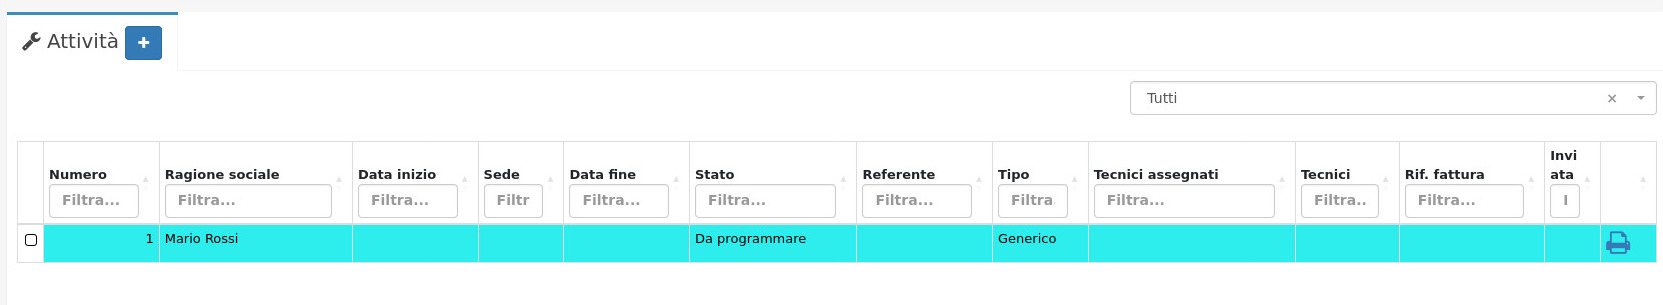 Attività +
Tutti ×
Invi
Numero Ragione sociale Data inizio Sede Data fine Stato Referente Tipo Tecnici assegnati Tecnici Rif. fattura ata
Filtra... Filtra... Filtra... Filtr Filtra... Filtra... Filtra... Filtra Filtra... Filtra.. Filtra... I
1 Mario Rossi Da programmare Generico